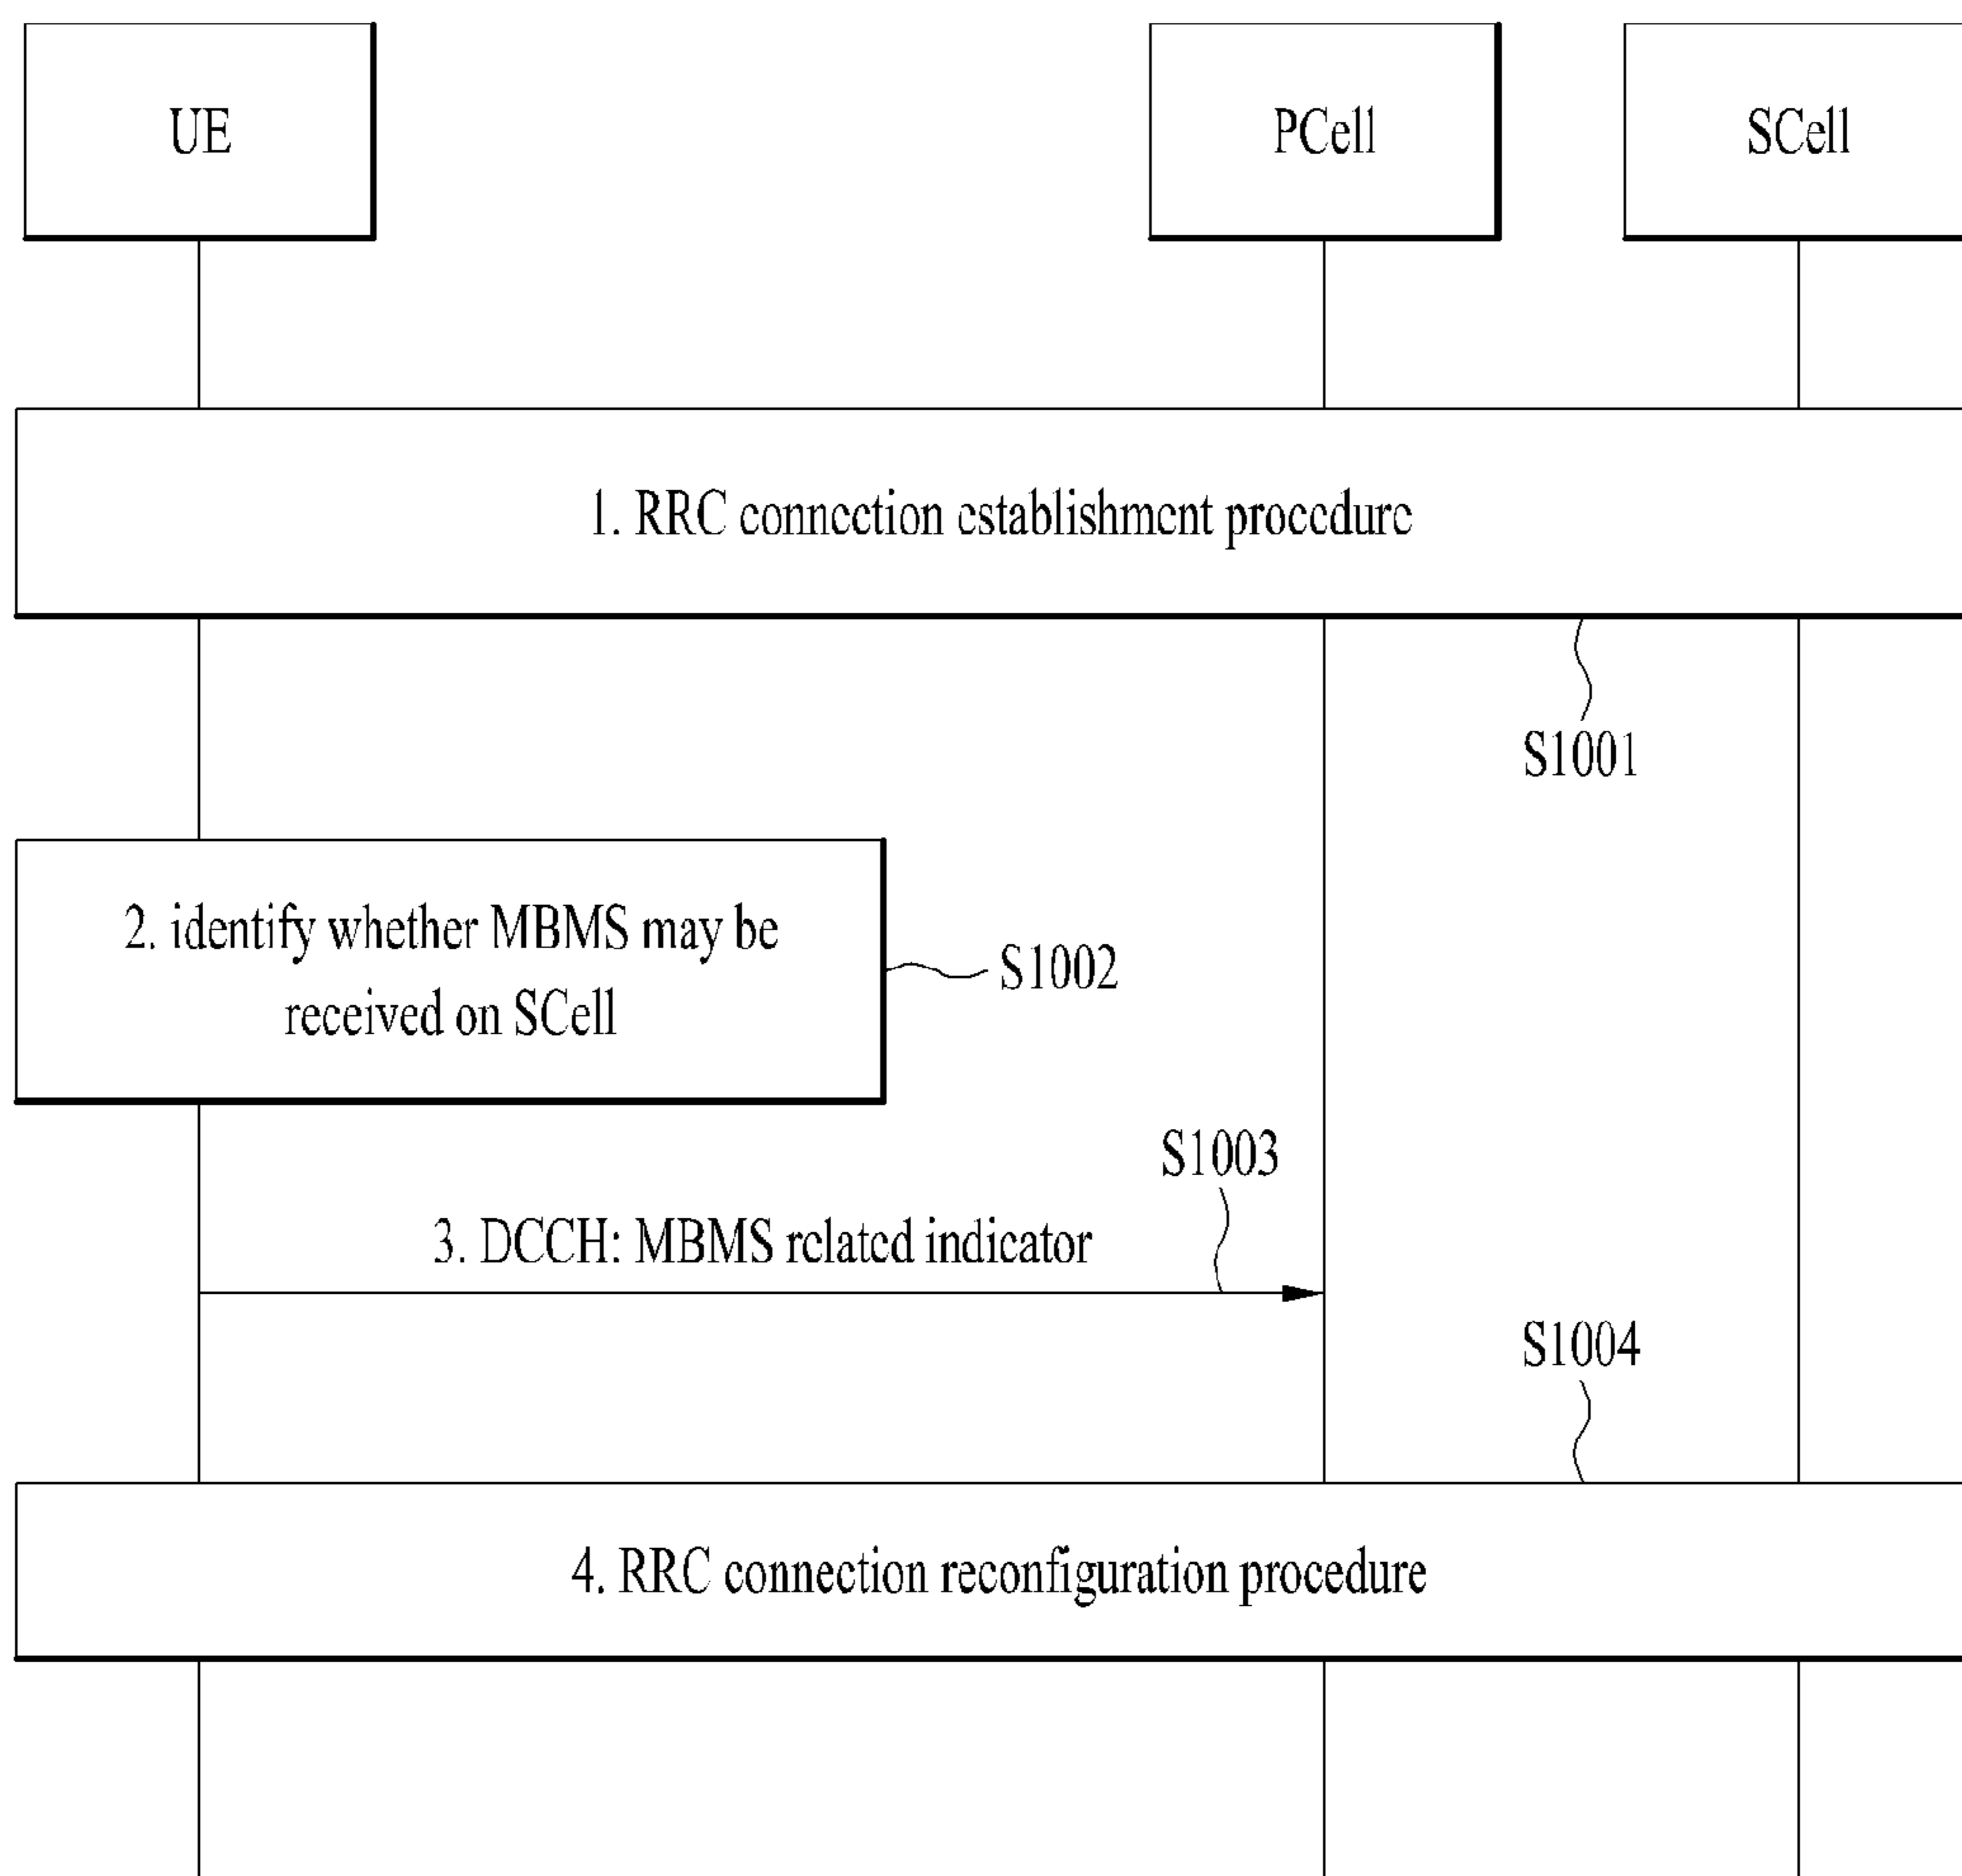 UE
PCell
SCell
1. RRC connection establishment procedure
S1001
2. identify whether MBMS may be
received on SCell
S1002
S1003
3. DCCH: MBMS related indicator
S1004
4. RRC connection reconfiguration procedure